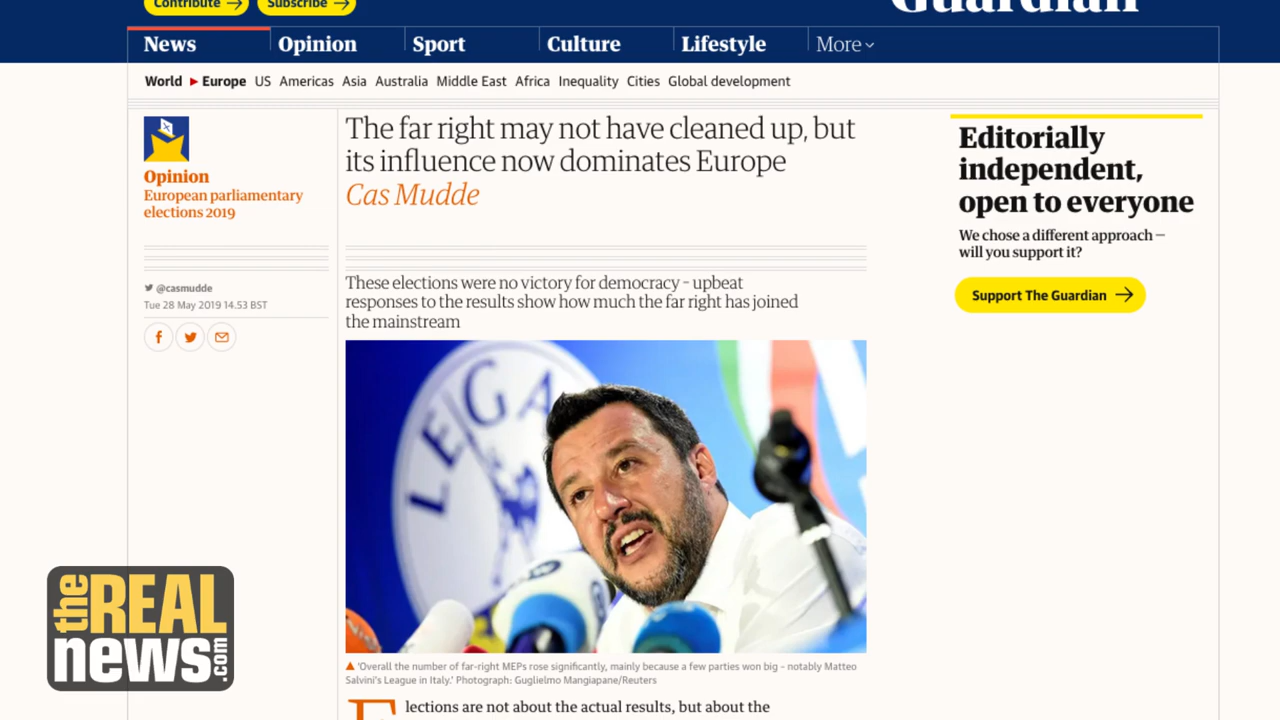 Contribute →
Subscribe →
Guardian
News
Opinion
Sport
Culture
Lifestyle
More
World ▶ Europe US Americas Asia Australia Middle East Africa Inequality Cities Global development
Opinion
European parliamentary
elections 2019
@casmudde
Tue 28 May 2019 14.53 BST
The far right may not have cleaned up, but
its influence now dominates Europe
Cas Mudde
These elections were no victory for democracy – upbeat
responses to the results show how much the far right has joined
the mainstream
LEGA
▲ 'Overall the number of far-right MEPs rose significantly, mainly because a few parties won big – notably Matteo
Salvini's League in Italy.' Photograph: Guglielmo Mangiapane/Reuters
Elections are not about the actual results, but about the
Editorially
independent,
open to everyone
We chose a different approach –
will you support it?
Support The Guardian →
the REAL
news.com